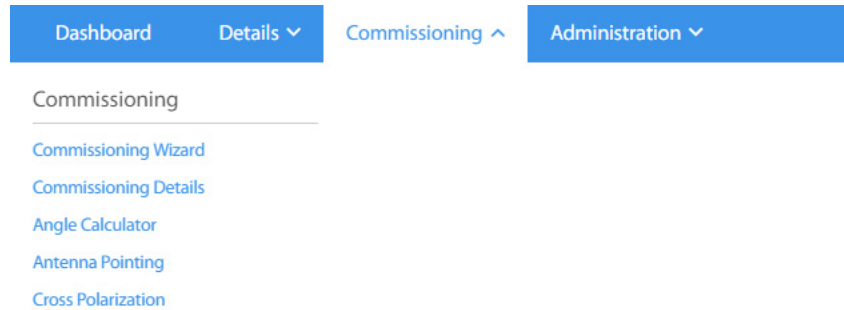 Dashboard Details Commissioning Administration
Commissioning
Commissioning Wizard
Commissioning Details
Angle Calculator
Antenna Pointing
Cross Polarization